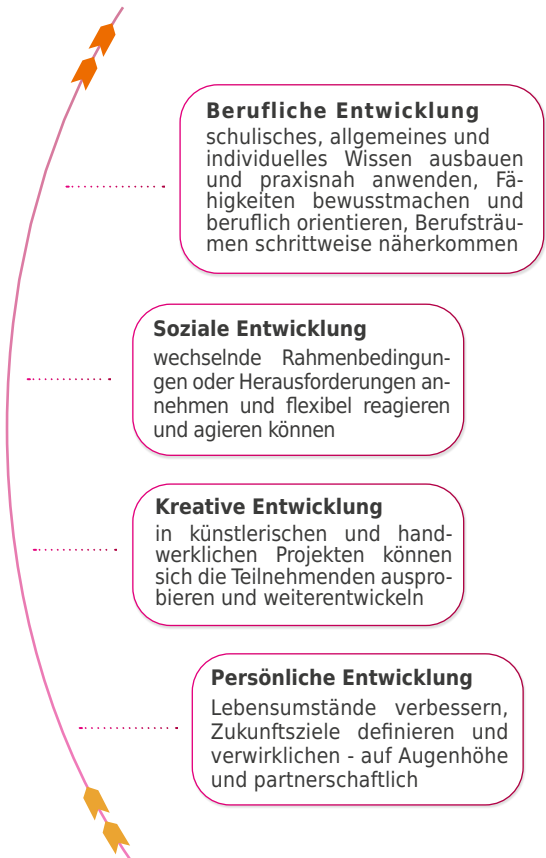 Berufliche Entwicklung
schulisches, allgemeines und
individuelles Wissen ausbauen
und praxisnah anwenden, Fä-
higkeiten bewusstmachen und
beruflich orientieren, Berufsträu-
men schrittweise näherkommen
Soziale Entwicklung
wechselnde Rahmenbedingun-
gen oder Herausforderungen an-
nehmen und flexibel reagieren
und agieren können
Kreative Entwicklung
in künstlerischen und hand-
werklichen Projekten können
sich die Teilnehmenden auspro-
bieren und weiterentwickeln
Persönliche Entwicklung
Lebensumstände verbessern,
Zukunftsziele definieren und
verwirklichen - auf Augenhöhe
und partnerschaftlich